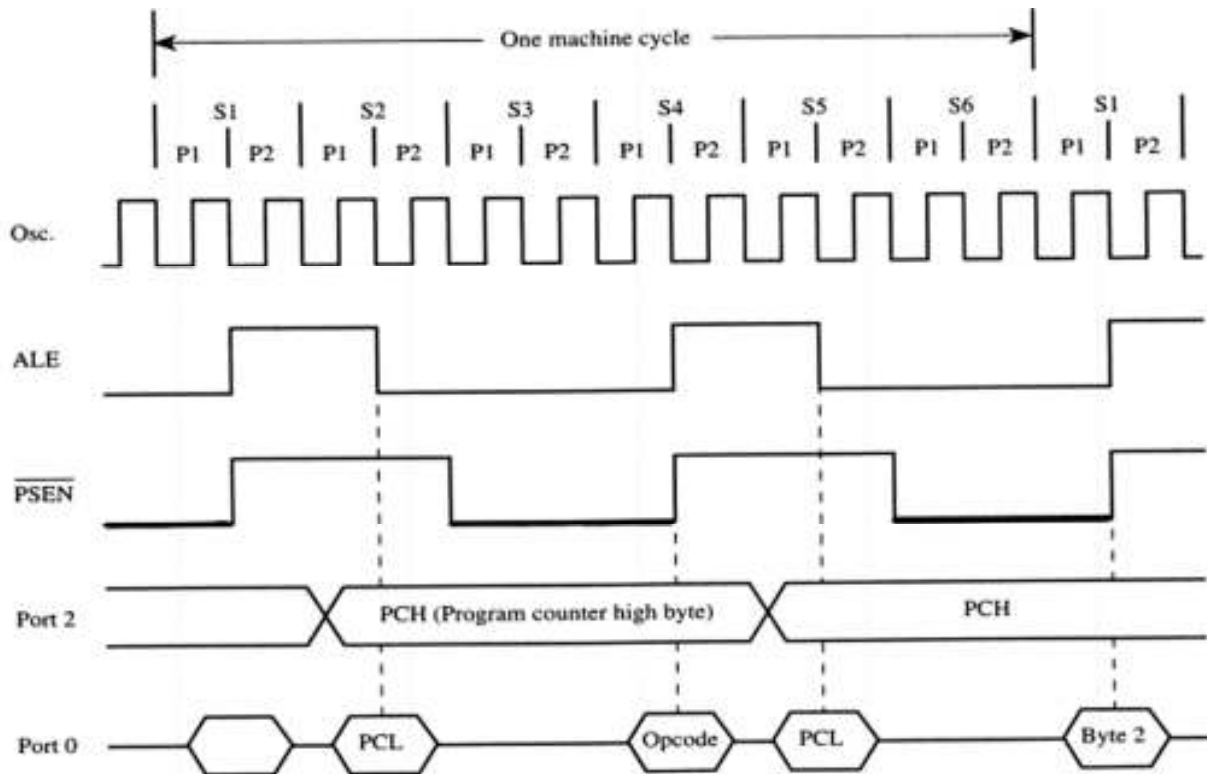 One machine cycle
S1 S2 S3 S4 S5 S6 S1
P1 P2 P1 P2 P1 P2 P1 P2 P1 P2 P1 P2 P1 P2
Osc.
ALE
PSEN
Port 2 PCH (Program counter high byte) PCH
Port 0 PCL Opcode PCL Byte 2